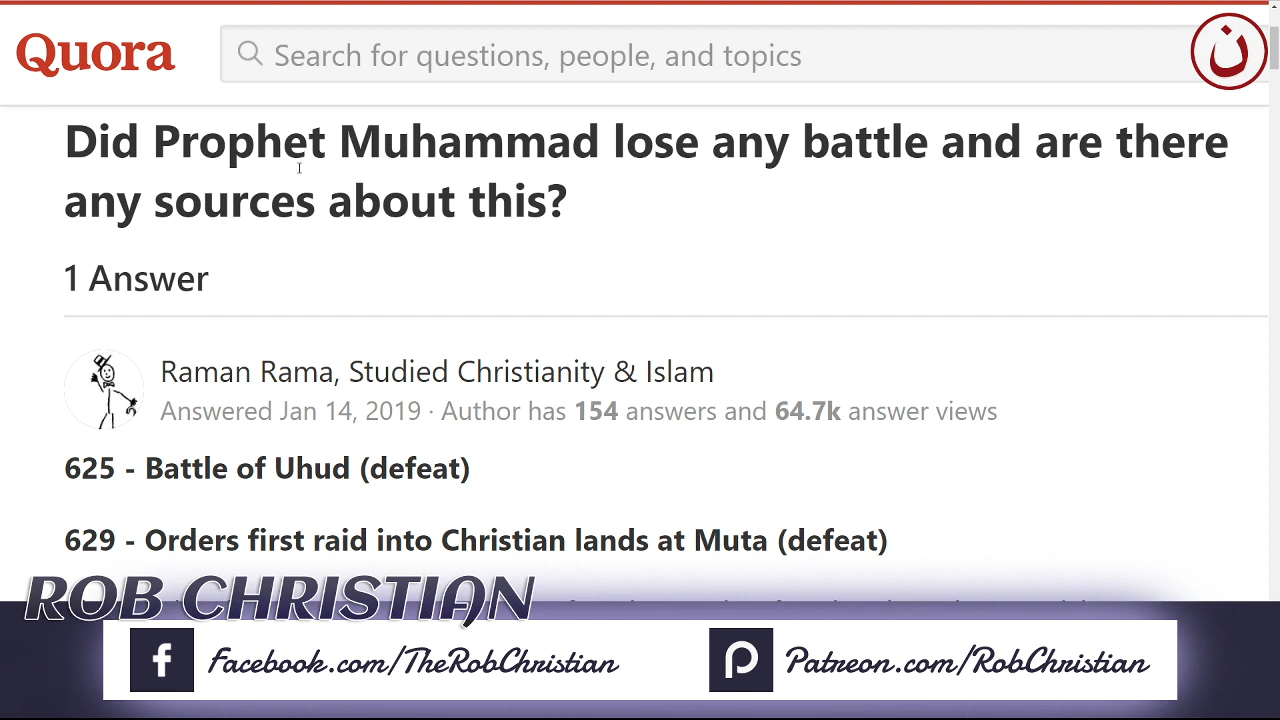 Quora
Search for questions, people, and topics
ن
Did Prophet Muhammad lose any battle and are there
any sources about this?
1 Answer
Raman Rama, Studied Christianity & Islam
Answered Jan 14, 2019 · Author has 154 answers and 64.7k answer views
625 - Battle of Uhud (defeat)
629 - Orders first raid into Christian lands at Muta (defeat)
ROB CHRISTIAN
f
Facebook.com/TheRobChristian
Patreon.com/RobChristian